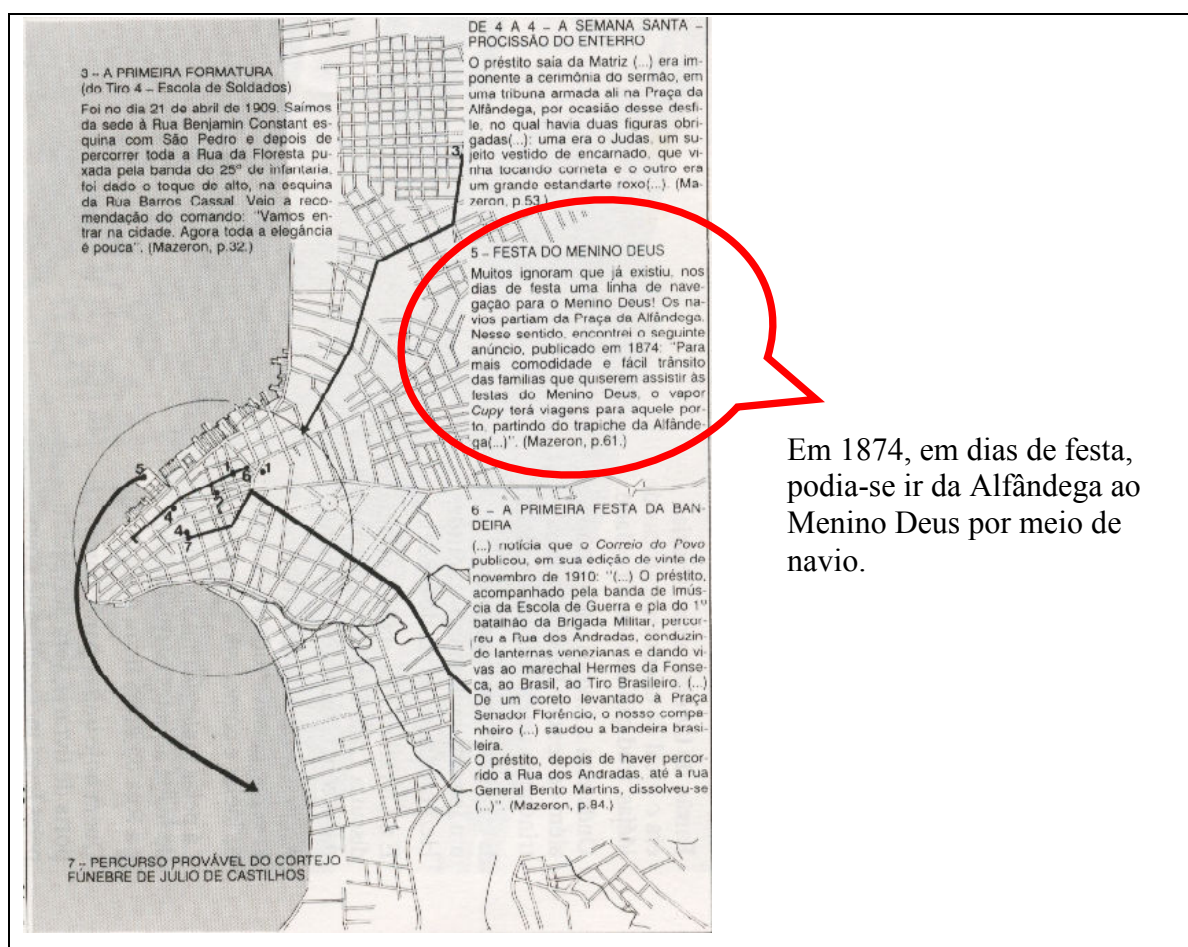 3 – A PRIMEIRA FORMATURA
(do Tiro 4 – Escola de Soldados)
Foi no dia 21 de abril de 1909. Saímos
da sede à Rua Benjamin Constant es-
quina com São Pedro e depois de
percorrer toda a Rua da Floresta pu-
xada pela banda do 25º de infantaria,
foi dado o toque de alto, na esquina
da Rua Barros Cassal. Veio a reco-
mendação do comando: "Vamos en-
trar na cidade. Agora toda a elegância
é pouca". (Mazeron, p.32.)
DE 4 A 4 – A SEMANA SANTA –
PROCISSÃO DO ENTERRO
O préstito saía da Matriz (...) era im-
ponente a cerimônia do sermão, em
uma tribuna armada ali na Praça da
Alfândega, por ocasião desse desfi-
le, no qual havia duas figuras obri-
gadas(...): uma era o Judas, um su-
jeito vestido de encarnado, que vi-
nha tocando corneta e o outro era
um grande estandarte roxo(...). (Ma-
zeron, p.53.)
3
5 – FESTA DO MENINO DEUS
Muitos ignoram que já existiu, nos
dias de festa uma linha de nave-
gação para o Menino Deus! Os na-
vios partiam da Praça da Alfândega.
Nesse sentido, encontrei o seguinte
anúncio, publicado em 1874: "Para
mais comodidade e fácil trânsito
das famílias que quiserem assistir às
festas do Menino Deus, o vapor
Cupy terá viagens para aquele por-
to, partindo do trapiche da Alfânde-
ga(...)". (Mazeron, p.61.)
Em 1874, em dias de festa,
podia-se ir da Alfândega ao
Menino Deus por meio de
navio.
5
1
6
1
2
4
4
7
6 – A PRIMEIRA FESTA DA BAN-
DEIRA
(...) notícia que o Correio do Povo
publicou, em sua edição de vinte de
novembro de 1910: "(...) O préstito,
acompanhado pela banda de imús-
cia da Escola de Guerra e pla do 1º
batalhão da Brigada Militar, percor-
reu a Rua dos Andradas, conduzin-
do lanternas venezianas e dando vi-
vas ao marechal Hermes da Fonse-
ca, ao Brasil, ao Tiro Brasileiro. (...)
De um coreto levantado à Praça
Senador Florêncio, o nosso compa-
nheiro (...) saudou a bandeira brasi-
leira.
O préstito, depois de haver percor-
rido a Rua dos Andradas, até a rua
General Bento Martins, dissolveu-se
(...)". (Mazeron, p.84.)
7 – PERCURSO PROVÁVEL DO CORTEJO
FÚNEBRE DE JÚLIO DE CASTILHOS